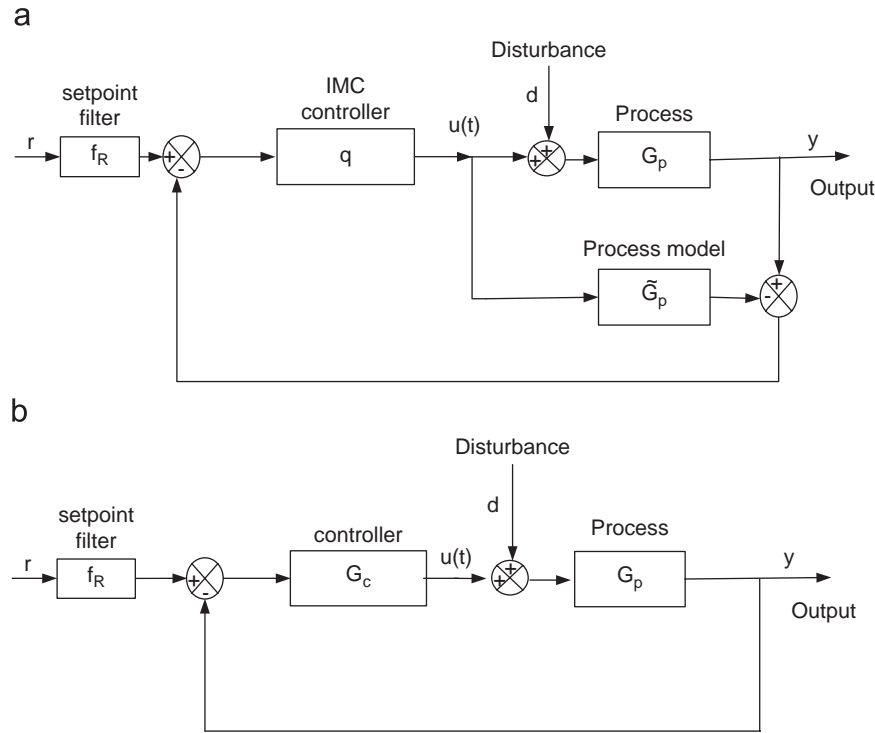 a
Disturbance
d
setpoint
filter
IMC
controller
u(t)
Process
r
f_R
+
-
q
+
+
G_p
y
Output
Process model
G̃_p
+
-
b
Disturbance
d
setpoint
filter
controller
u(t)
Process
r
f_R
+
-
G_c
+
+
G_p
y
Output